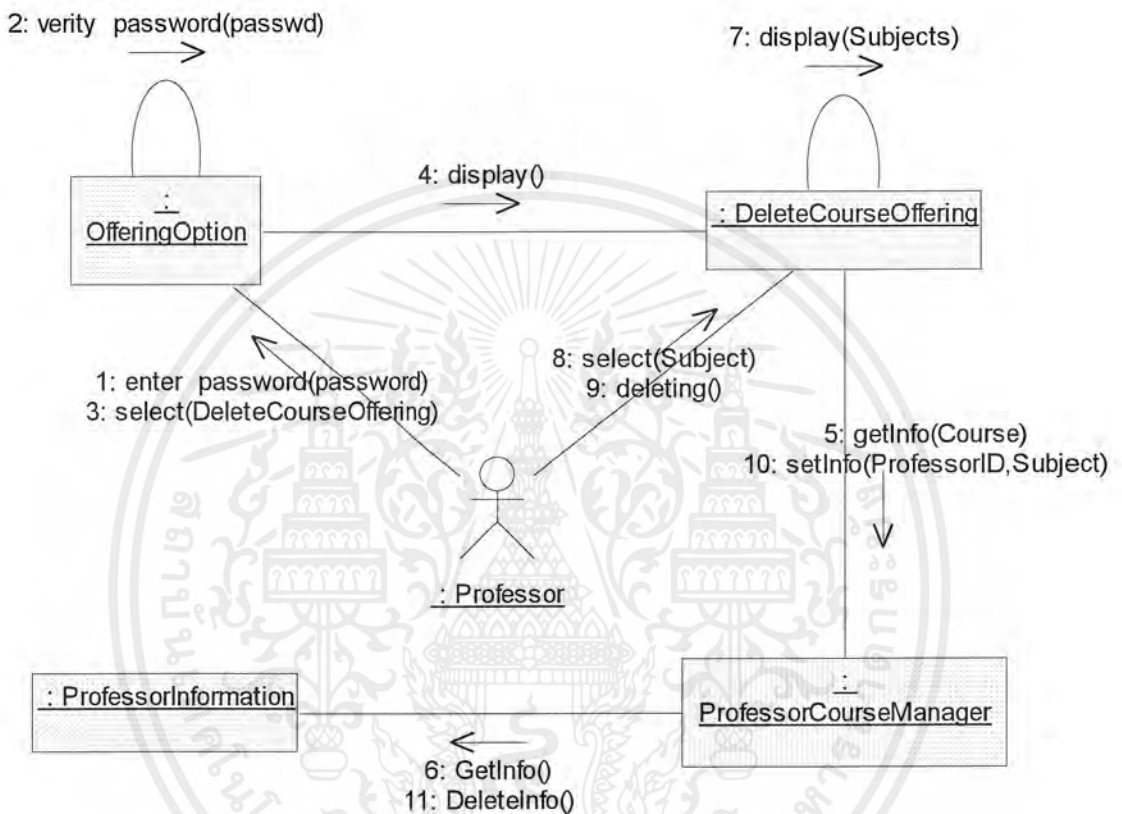 2: verity password(passwd)
7: display(Subjects)
4: display()
:
OfferingOption
: DeleteCourseOffering
1: enter password(password)
3: select(DeleteCourseOffering)
8: select(Subject)
9: deleting()
5: getInfo(Course)
10: setInfo(ProfessorID,Subject)
: Professor
: ProfessorInformation
:
ProfessorCourseManager
6: GetInfo()
11: DeleteInfo()